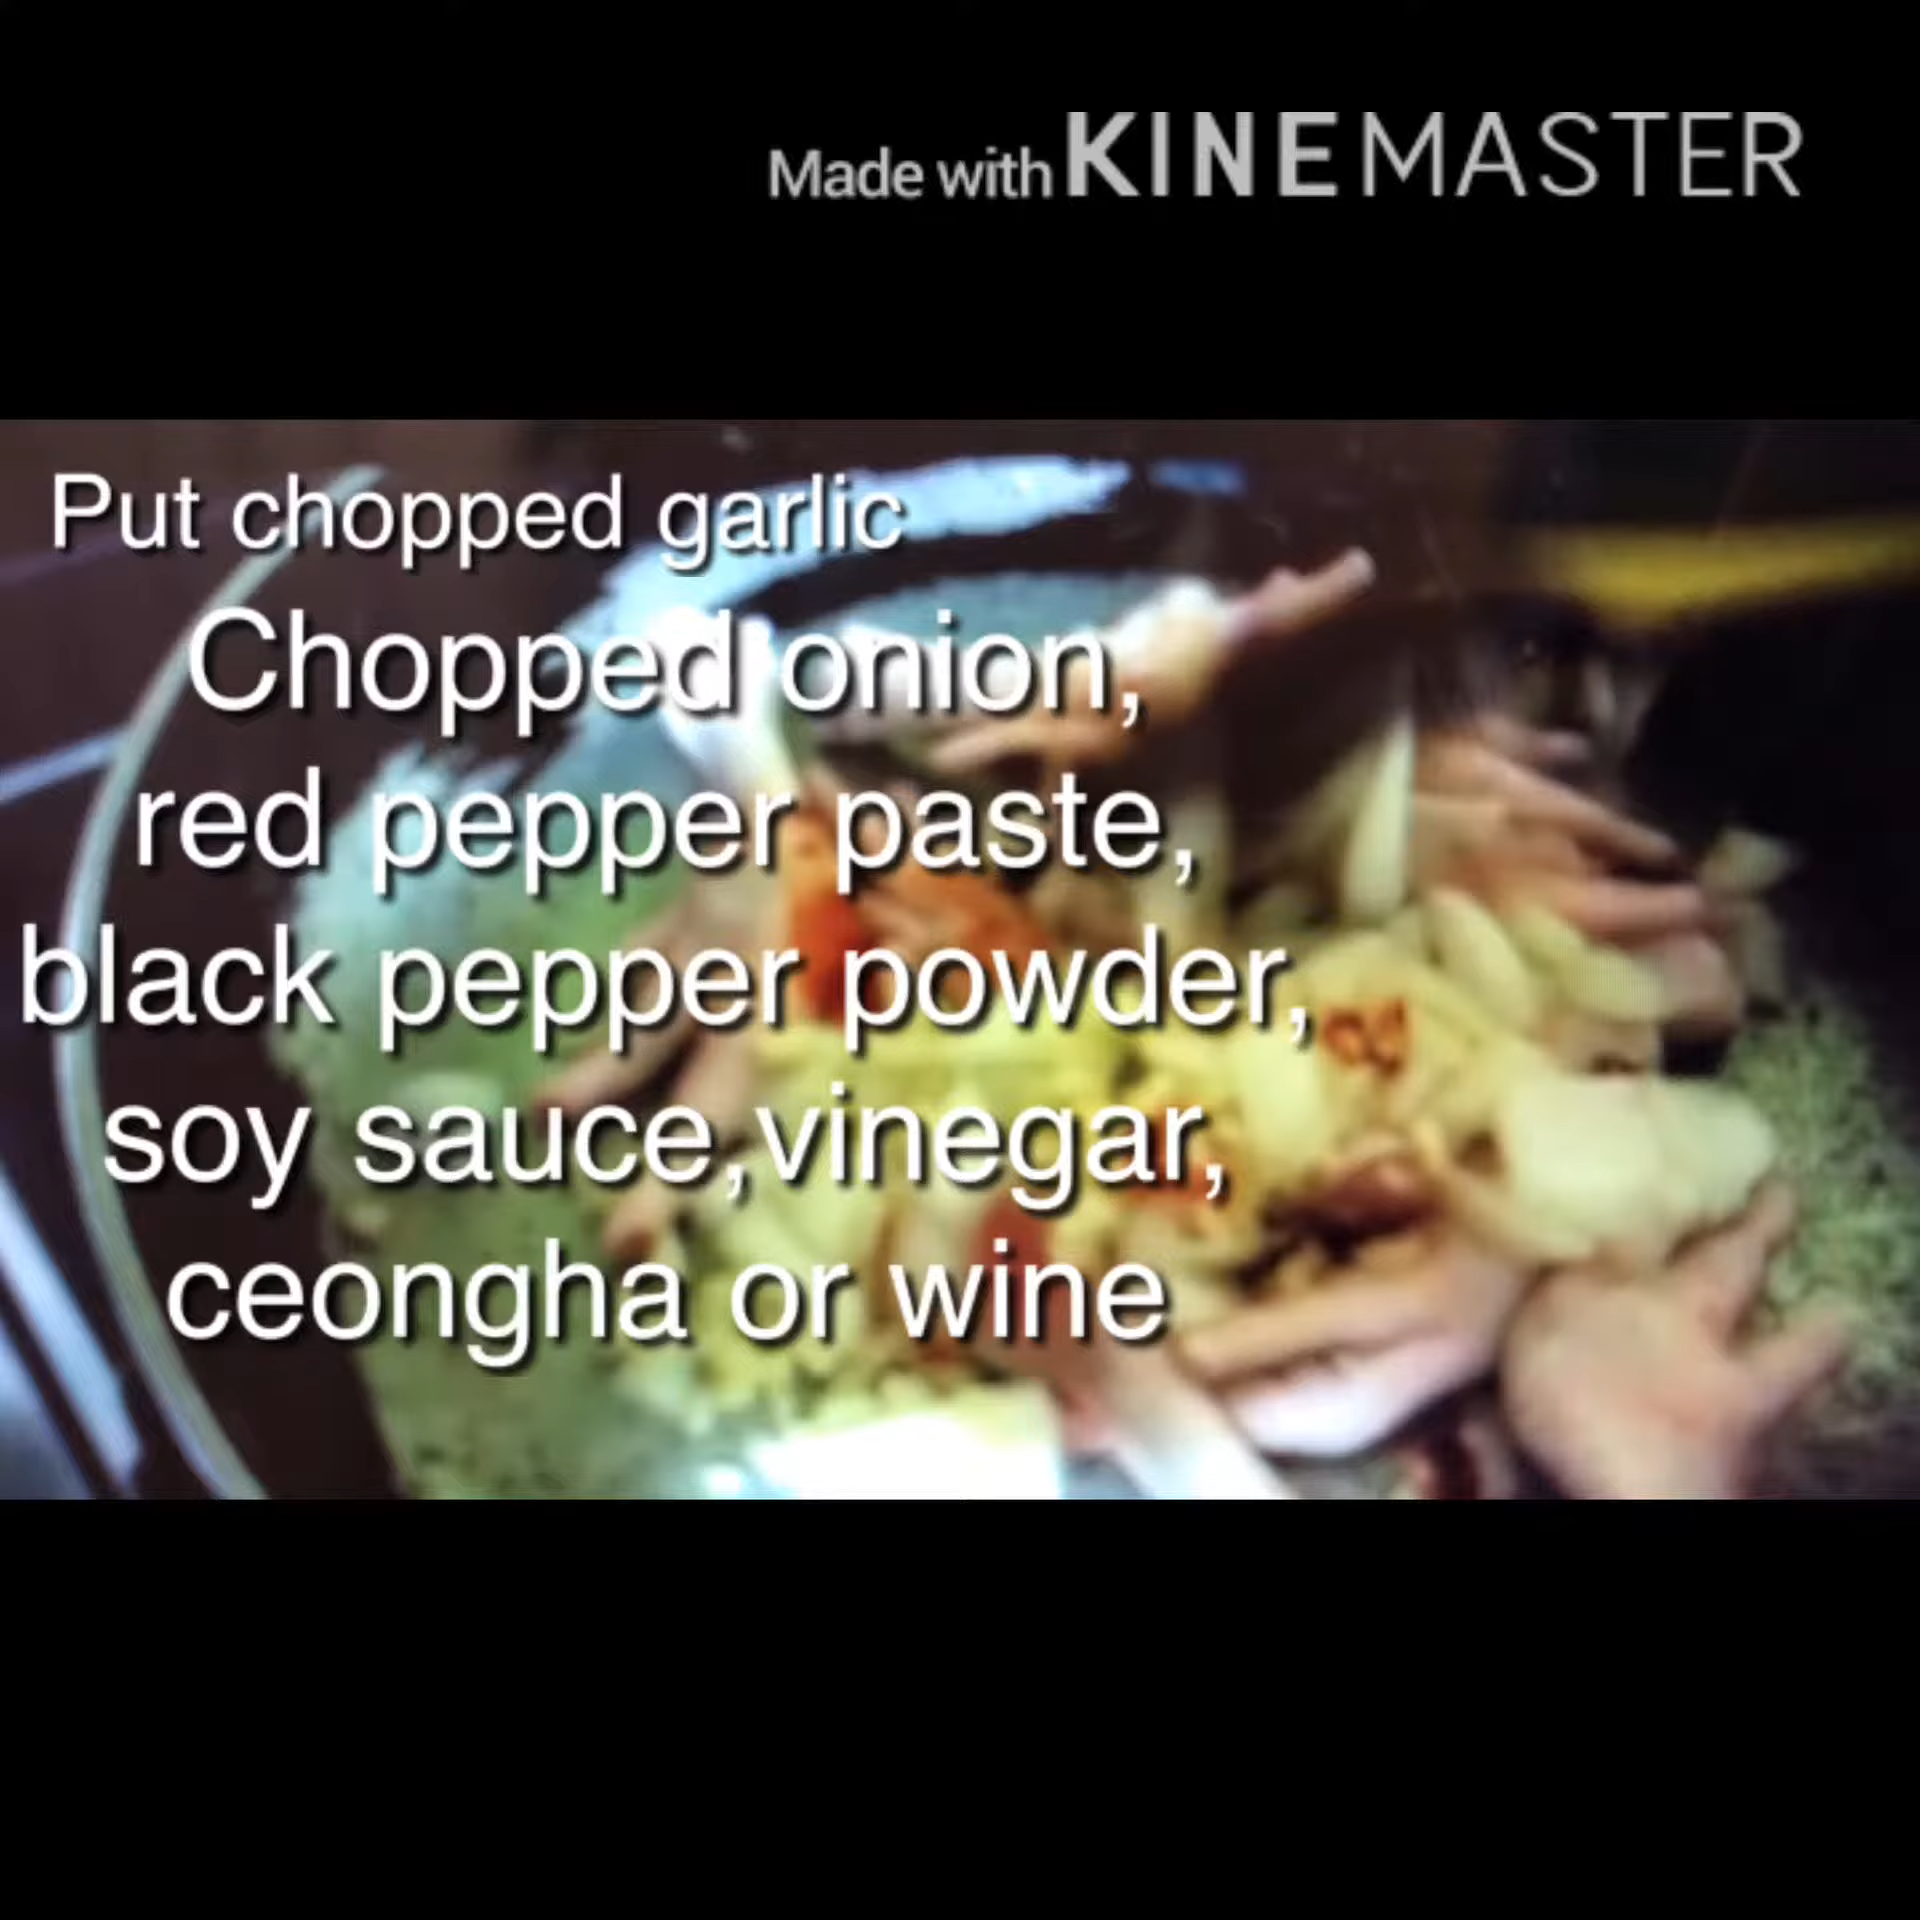 Made with KINEMASTER
Put chopped garlic
Chopped onion,
red pepper paste,
black pepper powder,
soy sauce,vinegar,
ceongha or wine